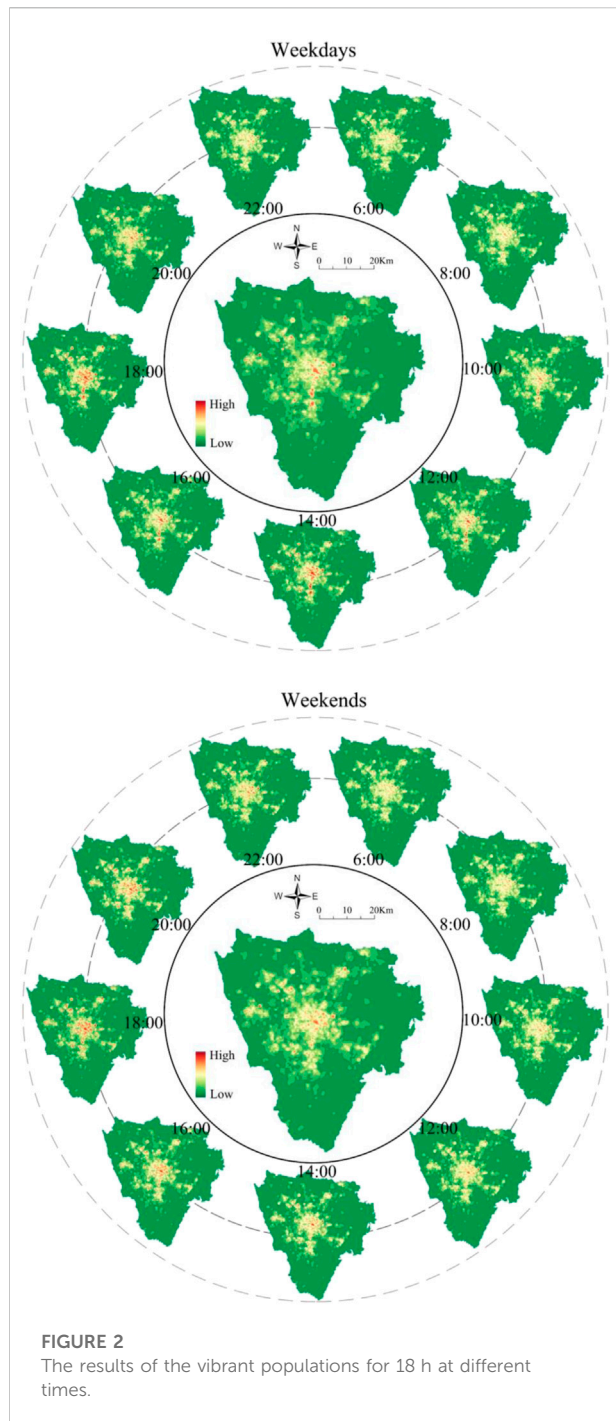 Weekdays
22:00
6:00
20:00
8:00
N
W E
S
0 10 20Km
18:00
10:00
High
Low
16:00
12:00
14:00
Weekends
22:00
6:00
20:00
8:00
N
W E
S
0 10 20Km
18:00
10:00
High
Low
16:00
12:00
14:00
FIGURE 2
The results of the vibrant populations for 18 h at different
times.